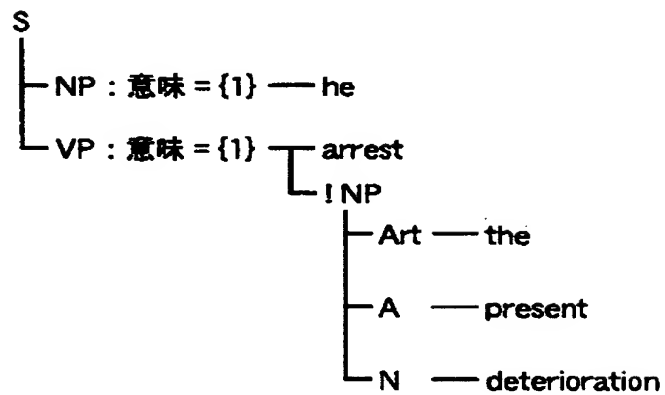 S
NP : 意味 = {1} he
VP : 意味 = {1} arrest
! NP
Art the
A present
N deterioration